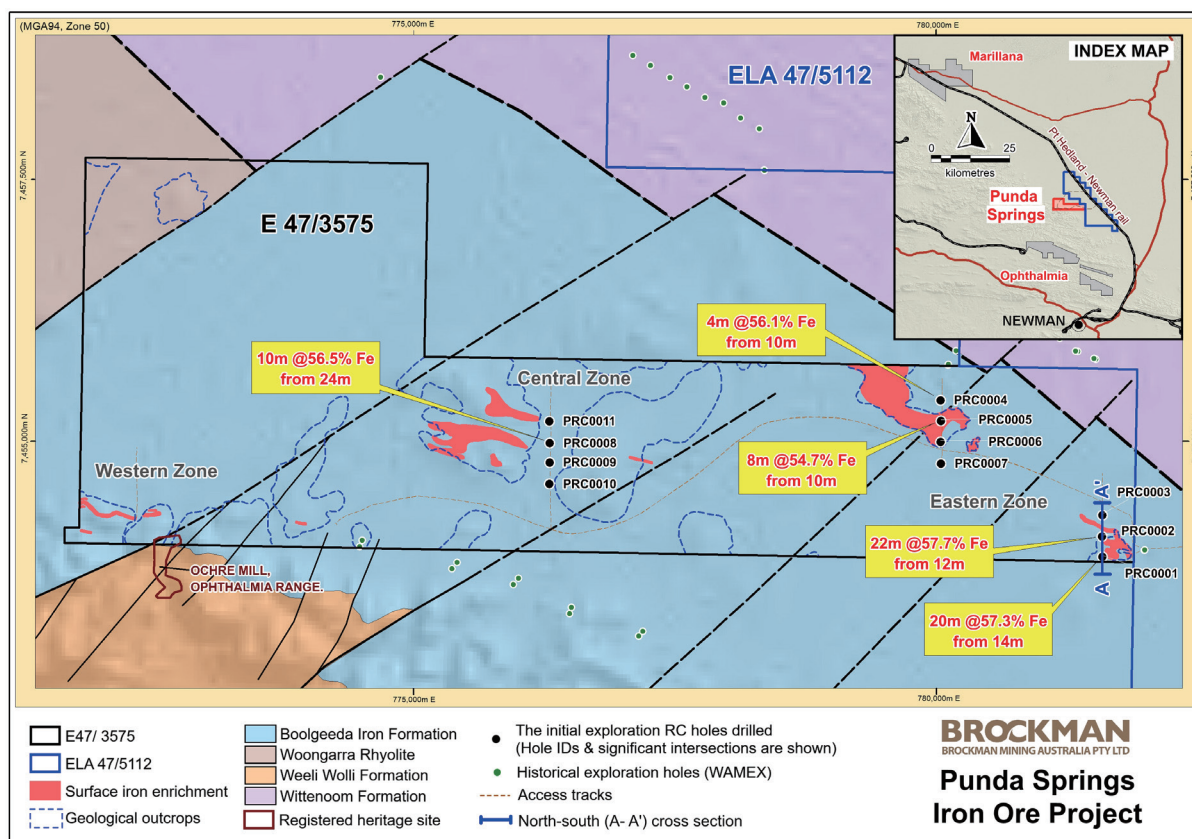 (MGA94, Zone 50)
775,000m E
780,000m E
7,457,500m N
7,455,000m N
ELA 47/5112
E 47/3575
INDEX MAP
Marillana
N
0
25
kilometres
Pt Hedland - Newman rail
Punda
Springs
Ophthalmia
NEWMAN
4m @56.1% Fe
from 10m
10m @56.5% Fe
from 24m
Central Zone
PRC0011
PRC0008
PRC0009
PRC0010
PRC0004
PRC0005
PRC0006
PRC0007
8m @54.7% Fe
from 10m
Western Zone
Eastern Zone
A'
PRC0003
PRC0002
PRC0001
A
22m @57.7% Fe
from 12m
20m @57.3% Fe
from 14m
OCHRE MILL,
OPHTHALMIA RANGE.
775,000m E
780,000m E
E47/ 3575
ELA 47/5112
Surface iron enrichment
Geological outcrops
Boolgeeda Iron Formation
Woongarra Rhyolite
Weeli Wolli Formation
Wittenoom Formation
Registered heritage site
The initial exploration RC holes drilled
(Hole IDs & significant intersections are shown)
Historical exploration holes (WAMEX)
Access tracks
North-south (A- A') cross section
BROCKMAN
BROCKMAN MINING AUSTRALIA PTY LTD
Punda Springs
Iron Ore Project